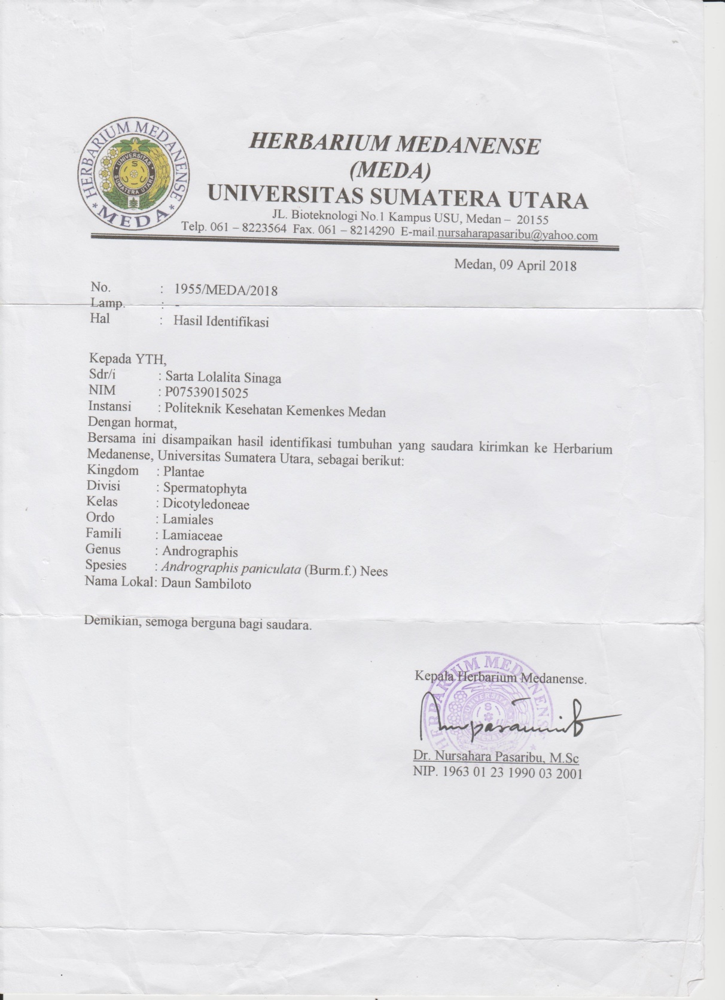 HERBARIUM MEDANENSE
* MEDA *
UNIVERSITAS
SUMATERA UTARA
HERBARIUM MEDANENSE
(MEDA)
UNIVERSITAS SUMATERA UTARA
JL. Bioteknologi No.1 Kampus USU, Medan – 20155
Telp. 061 – 8223564 Fax. 061 – 8214290 E-mail.nursaharapasaribu@yahoo.com
Medan, 09 April 2018
No. : 1955/MEDA/2018
Lamp. : -
Hal : Hasil Identifikasi
Kepada YTH,
Sdr/i : Sarta Lolalita Sinaga
NIM : P07539015025
Instansi : Politeknik Kesehatan Kemenkes Medan
Dengan hormat,
Bersama ini disampaikan hasil identifikasi tumbuhan yang saudara kirimkan ke Herbarium
Medanense, Universitas Sumatera Utara, sebagai berikut:
Kingdom : Plantae
Divisi : Spermatophyta
Kelas : Dicotyledoneae
Ordo : Lamiales
Famili : Lamiaceae
Genus : Andrographis
Spesies : Andrographis paniculata (Burm.f.) Nees
Nama Lokal: Daun Sambiloto
Demikian, semoga berguna bagi saudara.
HERBARIUM MEDANENSE
UNIVERSITAS
Kepala Herbarium Medanense.
Dr. Nursahara Pasaribu, M.Sc
NIP. 1963 01 23 1990 03 2001